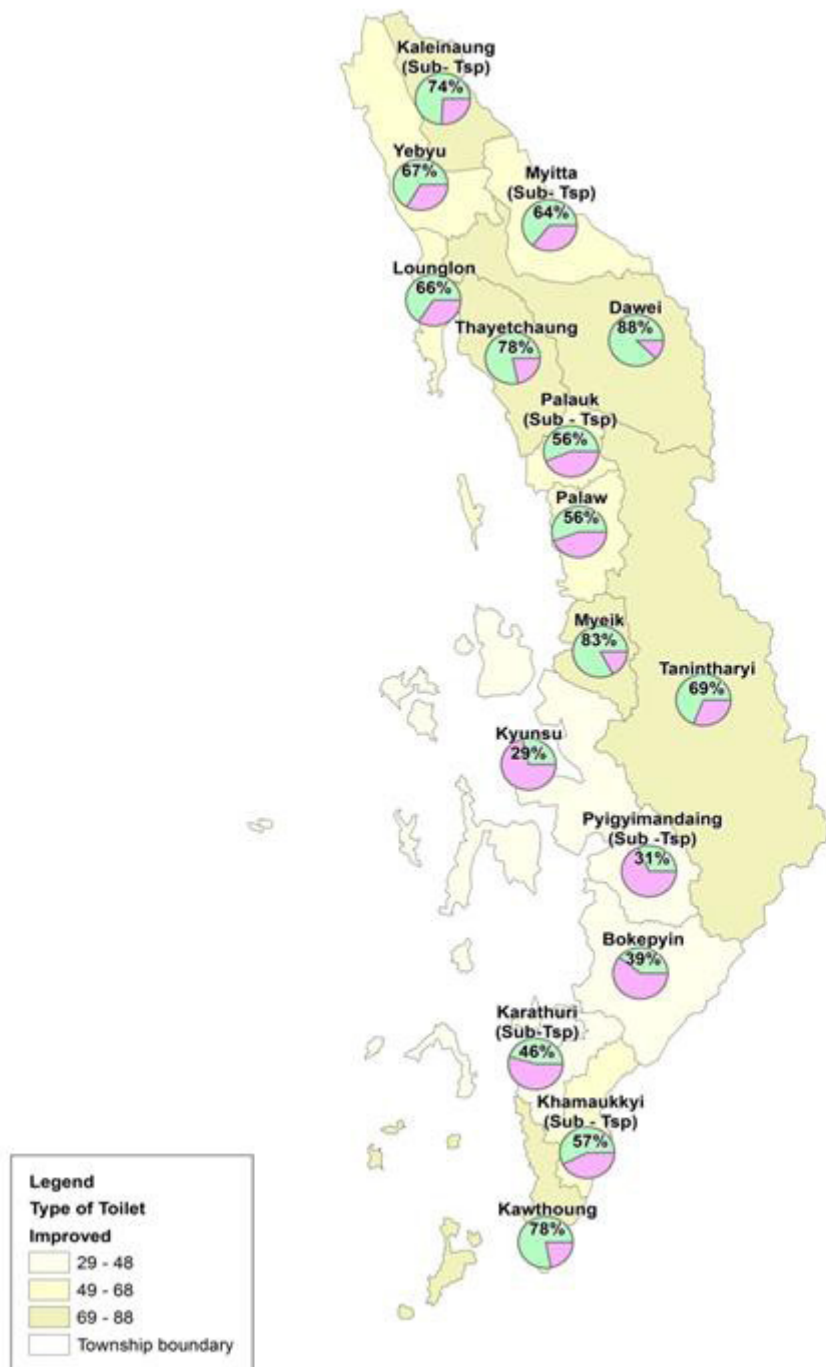 Kaleinaung
(Sub- Tsp)
74%
Yebyu
67%
Myitta
(Sub- Tsp)
64%
Lounglon
66%
Dawei
88%
Thayetchaung
78%
Palauk
(Sub - Tsp)
56%
Palaw
56%
Myeik
83%
Tanintharyi
69%
Kyunsu
29%
Pyigyimandaing
(Sub -Tsp)
31%
Bokepyin
39%
Karathuri
(Sub-Tsp)
46%
Khamaukkyi
(Sub - Tsp)
57%
Kawthoung
78%
Legend
Type of Toilet
Improved
29 - 48
49 - 68
69 - 88
Township boundary